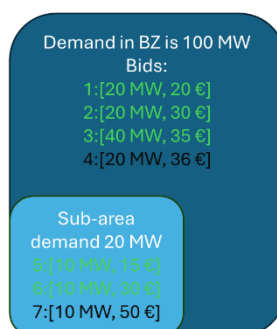 Demand in BZ is 100 MW
Bids:
1:[20 MW, 20 €]
2:[20 MW, 30 €]
3:[40 MW, 35 €]
4:[20 MW, 36 €]
Sub-area
demand 20 MW
5:[10 MW, 15 €]
6:[10 MW, 30 €]
7:[10 MW, 50 €]